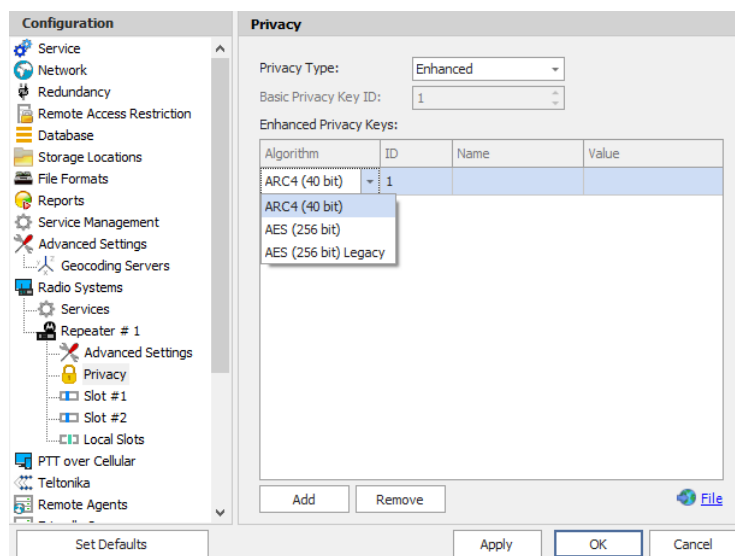 Configuration
Service
Network
Redundancy
Remote Access Restriction
Database
Storage Locations
File Formats
Reports
Service Management
Advanced Settings
Geocoding Servers
Radio Systems
Services
Repeater # 1
Advanced Settings
Privacy
Slot #1
Slot #2
Local Slots
PTT over Cellular
Teltonika
Remote Agents
Set Defaults
Privacy
Privacy Type: Enhanced
Basic Privacy Key ID: 1
Enhanced Privacy Keys:
Algorithm ID Name Value
ARC4 (40 bit) 1
ARC4 (40 bit)
AES (256 bit)
AES (256 bit) Legacy
Add Remove File
Apply OK Cancel